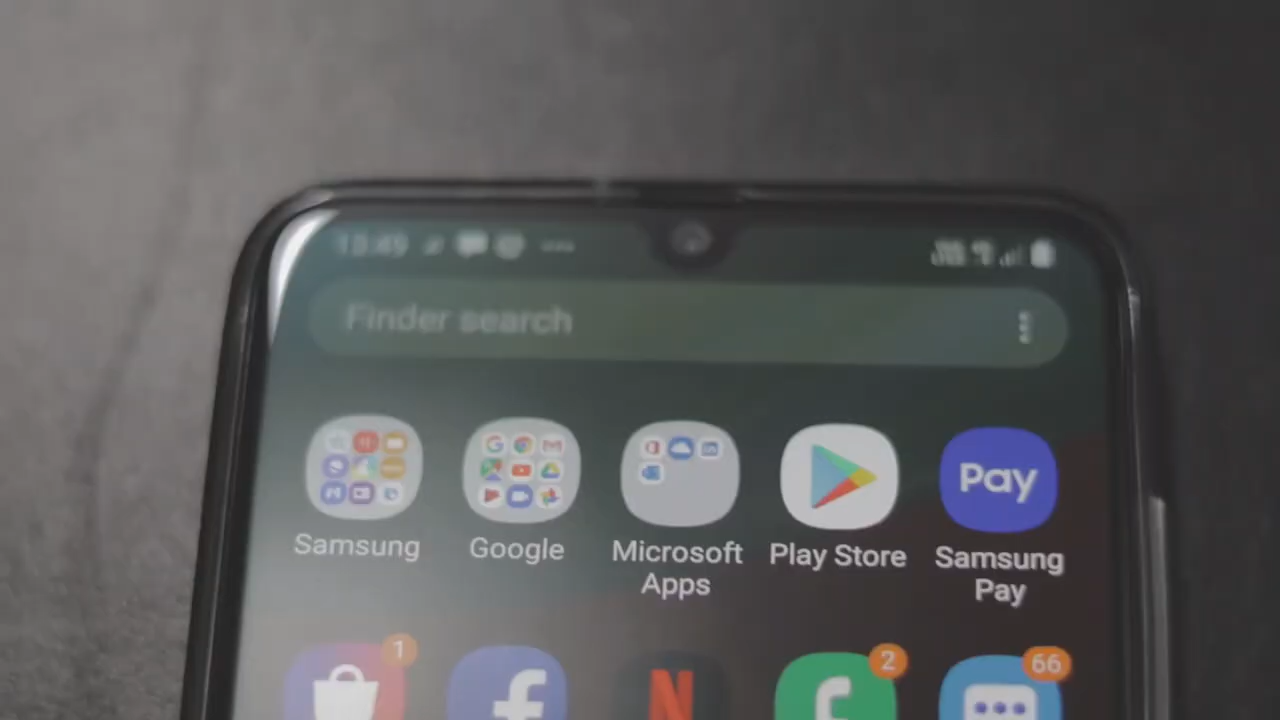 Finder search
Samsung
Google
Microsoft
Apps
Play Store
Pay
Samsung
Pay
1
2
66